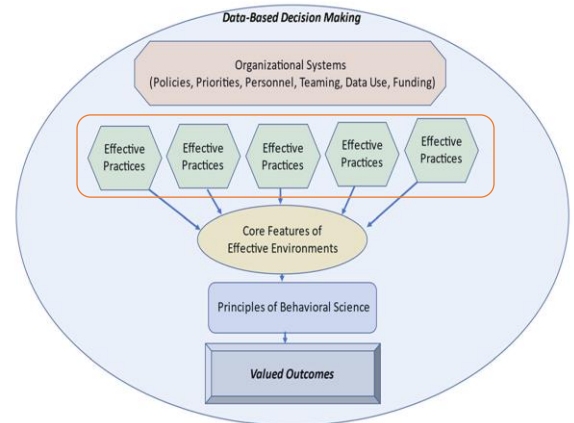 Data-Based Decision Making
Organizational Systems
(Policies, Priorities, Personnel, Teaming, Data Use, Funding)
Effective
Practices
Effective
Practices
Effective
Practices
Effective
Practices
Effective
Practices
Core Features of
Effective Environments
Principles of Behavioral Science
Valued Outcomes